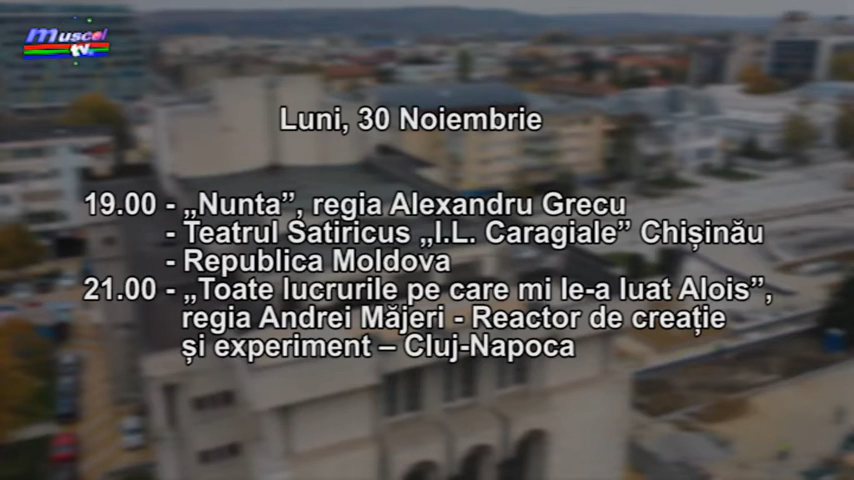 Muscel
tv.
Luni, 30 Noiembrie
19.00 - „Nunta”, regia Alexandru Grecu
- Teatrul Satiricus „I.L. Caragiale” Chișinău
- Republica Moldova
21.00 - „Toate lucrurile pe care mi le-a luat Alois”,
regia Andrei Măjeri - Reactor de creație
și experiment – Cluj-Napoca